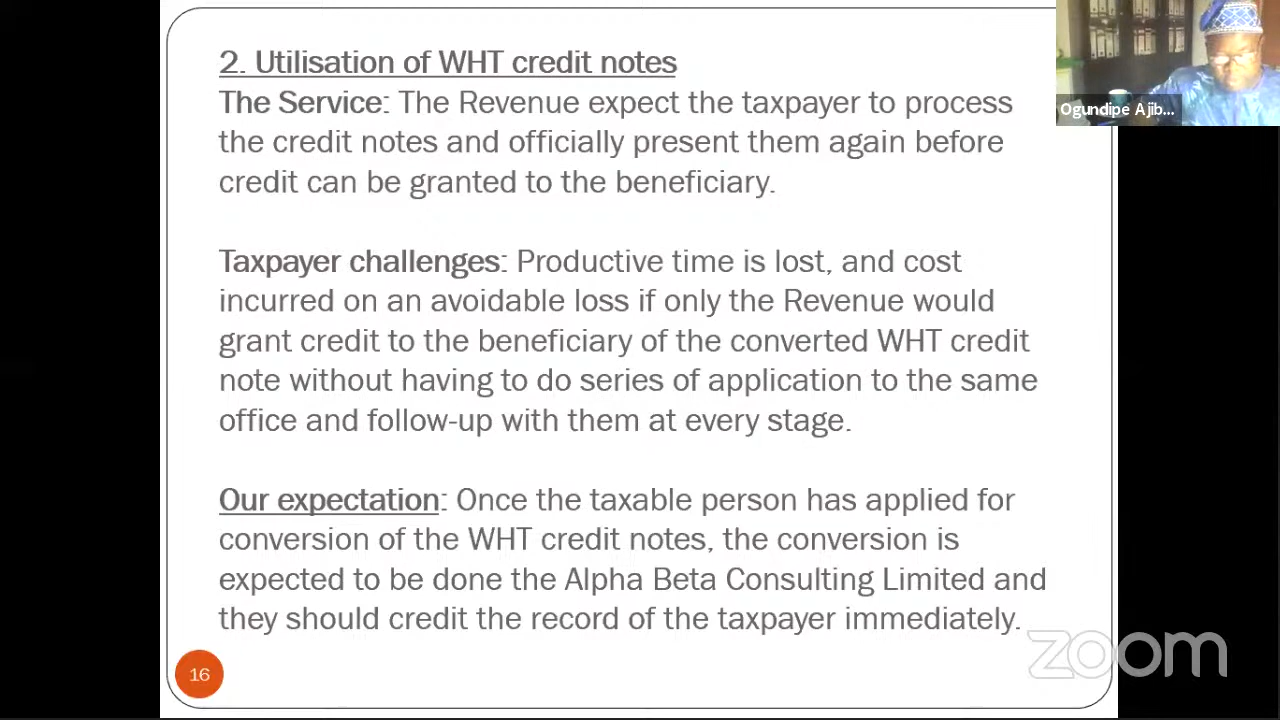 2. Utilisation of WHT credit notes
The Service: The Revenue expect the taxpayer to process
the credit notes and officially present them again before
credit can be granted to the beneficiary.
Taxpayer challenges: Productive time is lost, and cost
incurred on an avoidable loss if only the Revenue would
grant credit to the beneficiary of the converted WHT credit
note without having to do series of application to the same
office and follow-up with them at every stage.
Our expectation: Once the taxable person has applied for
conversion of the WHT credit notes, the conversion is
expected to be done the Alpha Beta Consulting Limited and
they should credit the record of the taxpayer immediately.
16
Ogundipe Ajib...
zoom